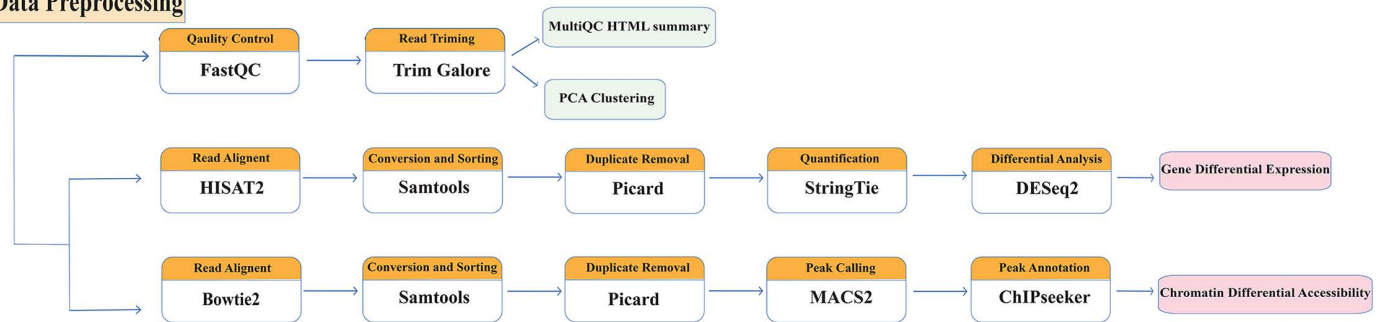 Data Preprocessing
Qaulity Control
FastQC
Read Triming
Trim Galore
MultiQC HTML summary
PCA Clustering
Read Alignent
HISAT2
Conversion and Sorting
Samtools
Duplicate Removal
Picard
Quantification
StringTie
Differential Analysis
DESeq2
Gene Differential Expression
Read Alignent
Bowtie2
Conversion and Sorting
Samtools
Duplicate Removal
Picard
Peak Calling
MACS2
Peak Annotation
ChIPseeker
Chromatin Differential Accessibility